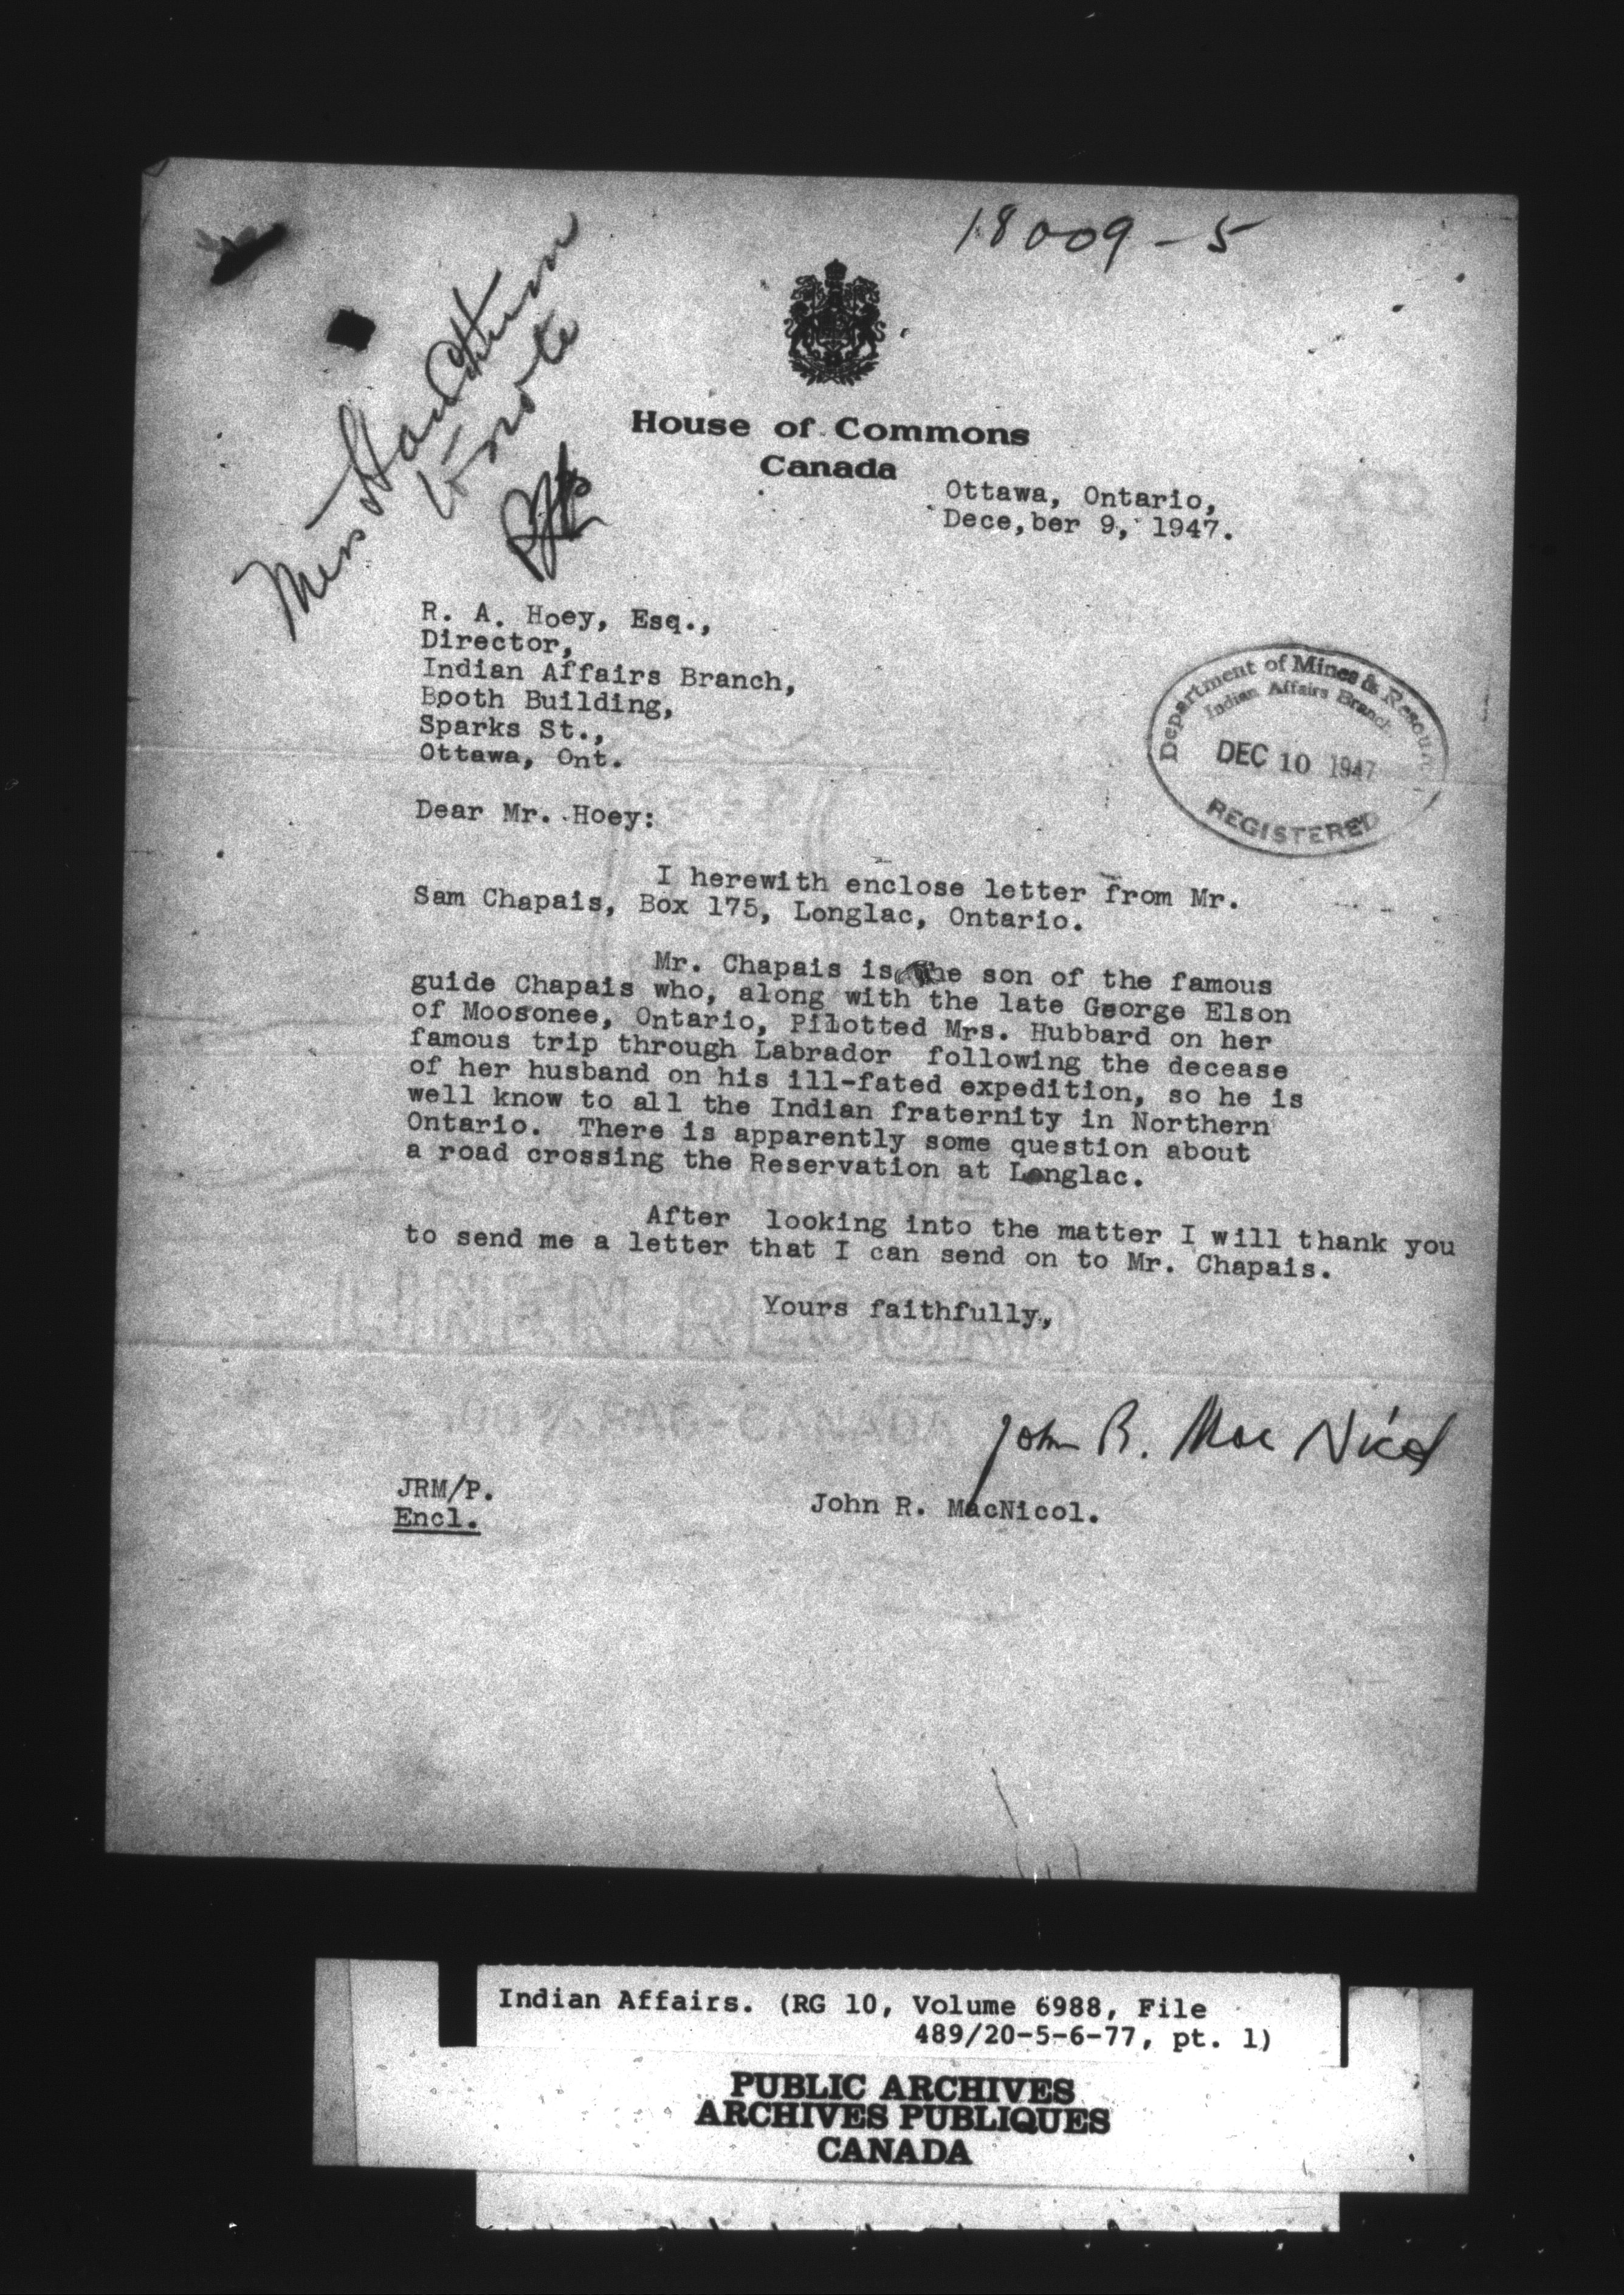 18009-5
Miss
to note
House of Commons
Canada
Ottawa, Ontario,
Dece,ber 9, 1947.
R. A. Hoey, Esq.,
Director,
Indian Affairs Branch,
Bpoth Building,
Sparks St.,
Ottawa, Ont.
Department of Mines & Resour
Indian Affairs Branch
DEC 10 1947
REGISTERED
Dear Mr. Hoey:
I herewith enclose letter from Mr.
Sam Chapais, Box 175, Longlac, Ontario.
Mr. Chapais is the son of the famous
guide Chapais who, along with the late George Elson
of Moosonee, Ontario, Pilotted Mrs. Hubbard on her
famous trip through Labrador following the decease
of her husband on his ill-fated expedition, so he is
well know to all the Indian fraternity in Northern
Ontario. There is apparently some question about
a road crossing the Reservation at Longlac.
After looking into the matter I will thank you
to send me a letter that I can send on to Mr. Chapais.
Yours faithfully,
John R. MacNicol
JRM/P.
Encl.
John R. MacNicol.
Indian Affairs. (RG 10, Volume 6988, File
489/20-5-6-77, pt. 1)
PUBLIC ARCHIVES
ARCHIVES PUBLIQUES
CANADA